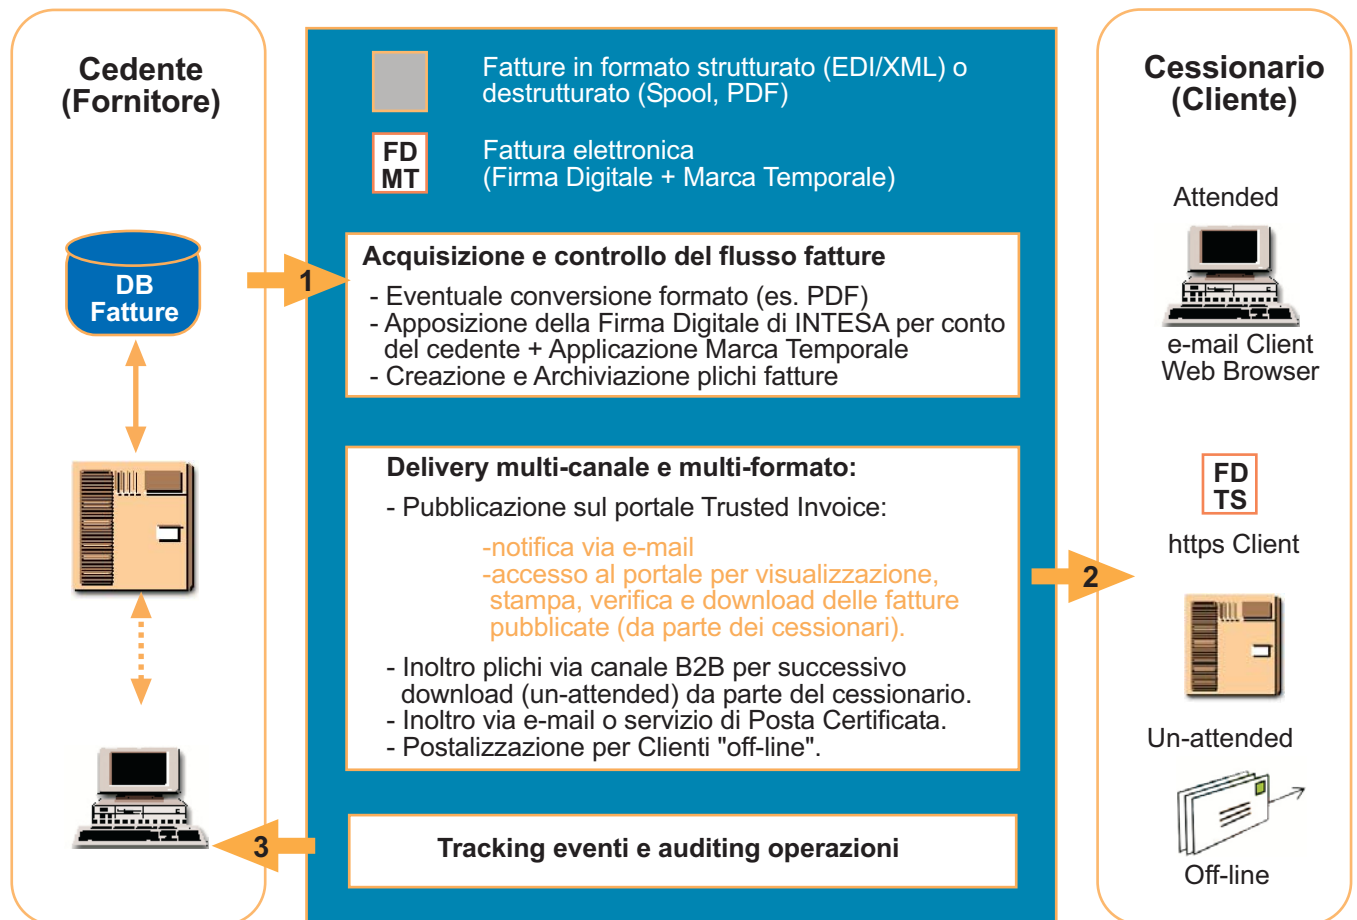 Cedente
(Fornitore)
DB
Fatture
Fatture in formato strutturato (EDI/XML) o
destrutturato (Spool, PDF)
FD
MT
Fattura elettronica
(Firma Digitale + Marca Temporale)
1
Acquisizione e controllo del flusso fatture
- Eventuale conversione formato (es. PDF)
- Apposizione della Firma Digitale di INTESA per conto
del cedente + Applicazione Marca Temporale
- Creazione e Archiviazione plichi fatture
Delivery multi-canale e multi-formato:
- Pubblicazione sul portale Trusted Invoice:
-notifica via e-mail
-accesso al portale per visualizzazione,
stampa, verifica e download delle fatture
pubblicate (da parte dei cessionari).
- Inoltro plichi via canale B2B per successivo
download (un-attended) da parte del cessionario.
- Inoltro via e-mail o servizio di Posta Certificata.
- Postalizzazione per Clienti "off-line".
2
3
Tracking eventi e auditing operazioni
Cessionario
(Cliente)
Attended
e-mail Client
Web Browser
FD
TS
https Client
Un-attended
Off-line